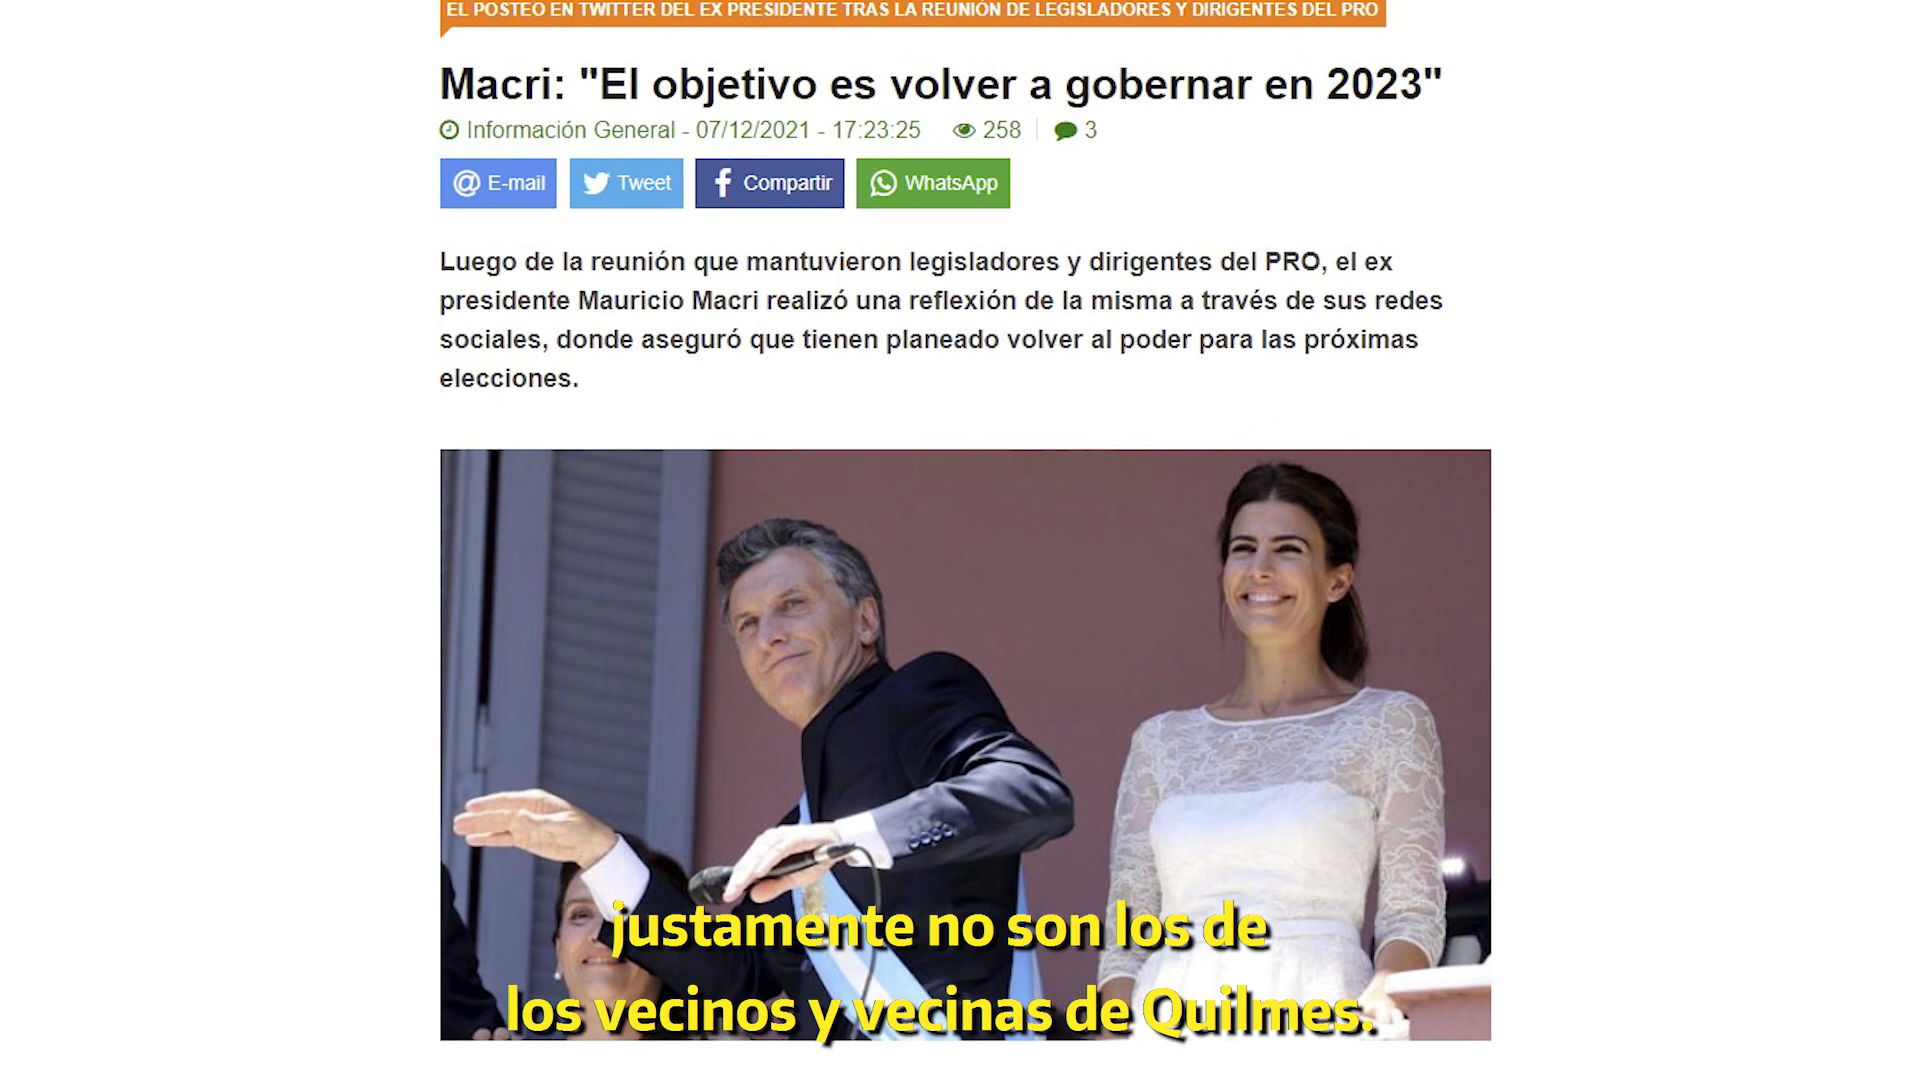 EL POSTEO EN TWITTER DEL EX PRESIDENTE TRAS LA REUNIÓN DE LEGISLADORES Y DIRIGENTES DEL PRO
Macri: "El objetivo es volver a gobernar en 2023"
Información General - 07/12/2021 - 17:23:25 258 3
E-mail Tweet Compartir WhatsApp
Luego de la reunión que mantuvieron legisladores y dirigentes del PRO, el ex
presidente Mauricio Macri realizó una reflexión de la misma a través de sus redes
sociales, donde aseguró que tienen planeado volver al poder para las próximas
elecciones.
justamente no son los de
los vecinos y vecinas de Quilmes.